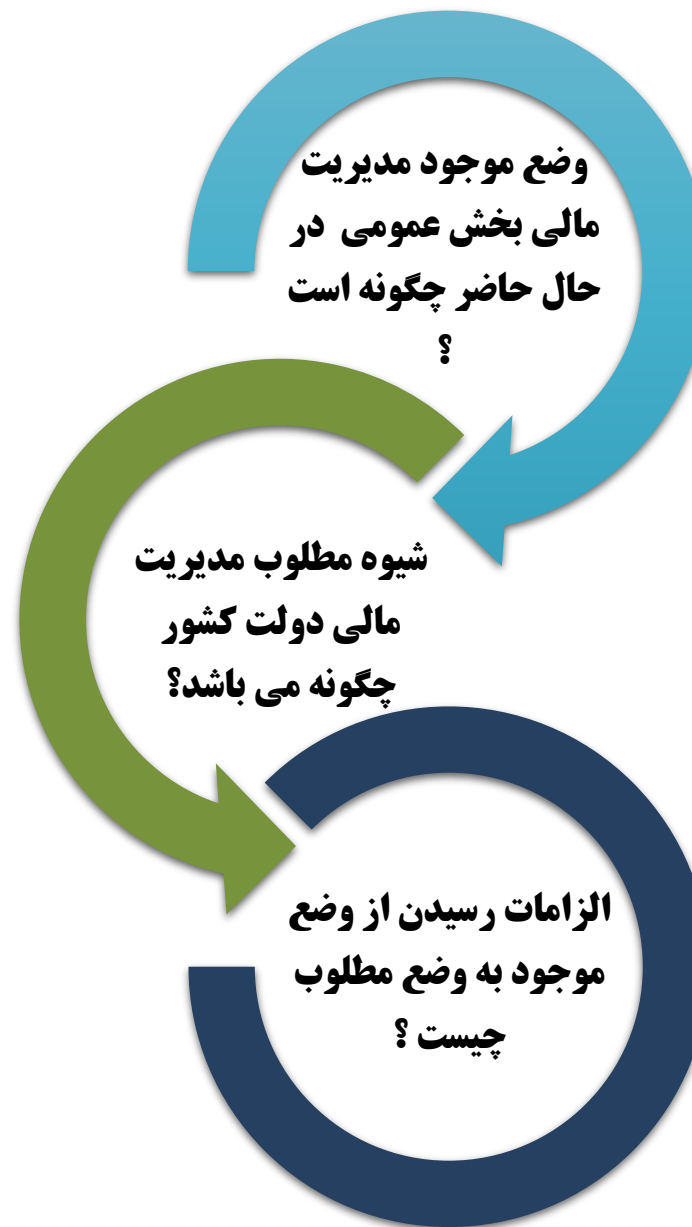 وضع موجود مدیریت
مالی بخش عمومی در
حال حاضر چگونه است
؟
شیوه مطلوب مدیریت
مالی دولت کشور
چگونه می باشد؟
الزامات رسیدن از وضع
موجود به وضع مطلوب
چیست ؟